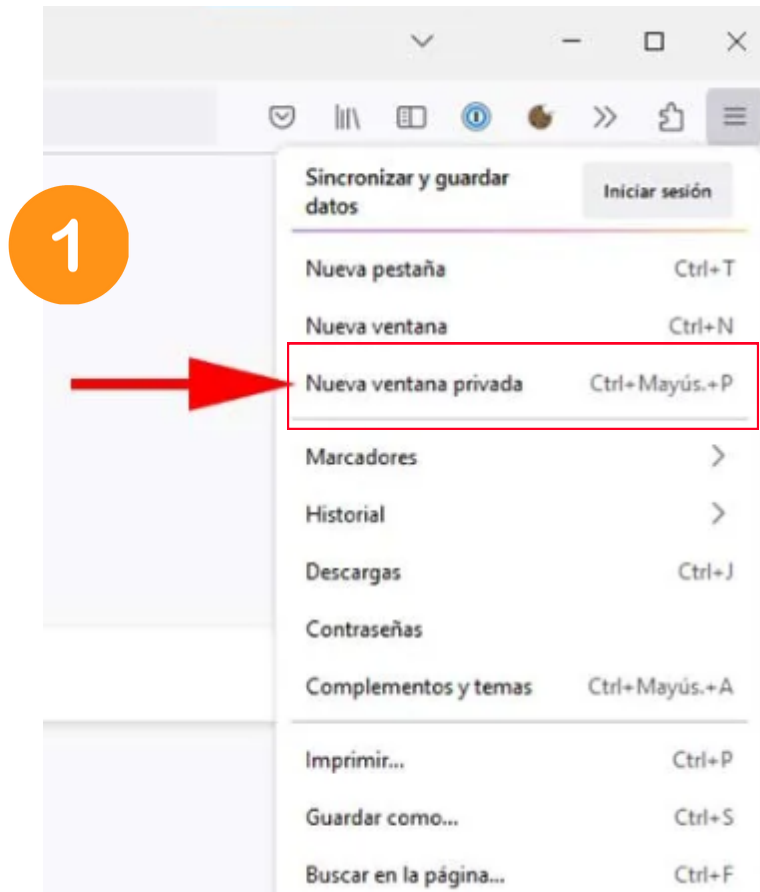 1
Sincronizar y guardar
datos
Iniciar sesión
Nueva pestaña Ctrl+T
Nueva ventana Ctrl+N
Nueva ventana privada Ctrl+Mayús.+P
Marcadores
Historial
Descargas Ctrl+J
Contraseñas
Complementos y temas Ctrl+Mayús.+A
Imprimir... Ctrl+P
Guardar como... Ctrl+S
Buscar en la página... Ctrl+F